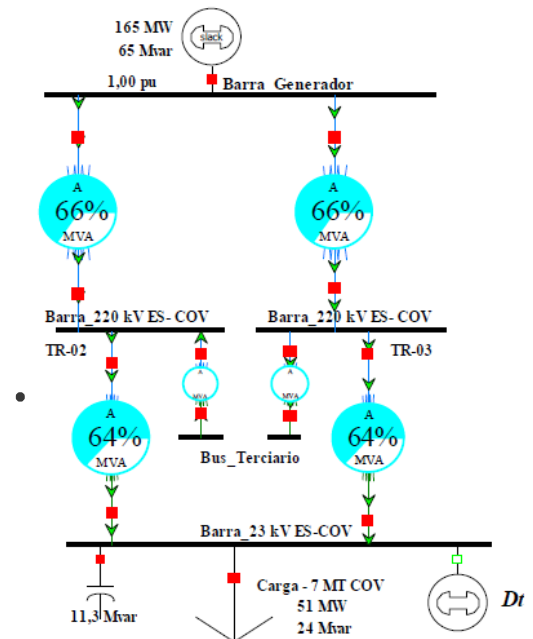 165 MW
slack
65 Mvar
1,00 pu
Barra_Generador
A
66%
MVA
A
66%
MVA
Barra_220 kV ES- COV
Barra_220 kV ES- COV
TR-02
TR-03
A
MVA
A
MVA
A
64%
MVA
A
64%
MVA
Bus_Terciario
Barra_23 kV ES-COV
Carga - 7 MT COV
11,3 Mvar
51 MW
24 Mvar
Dt